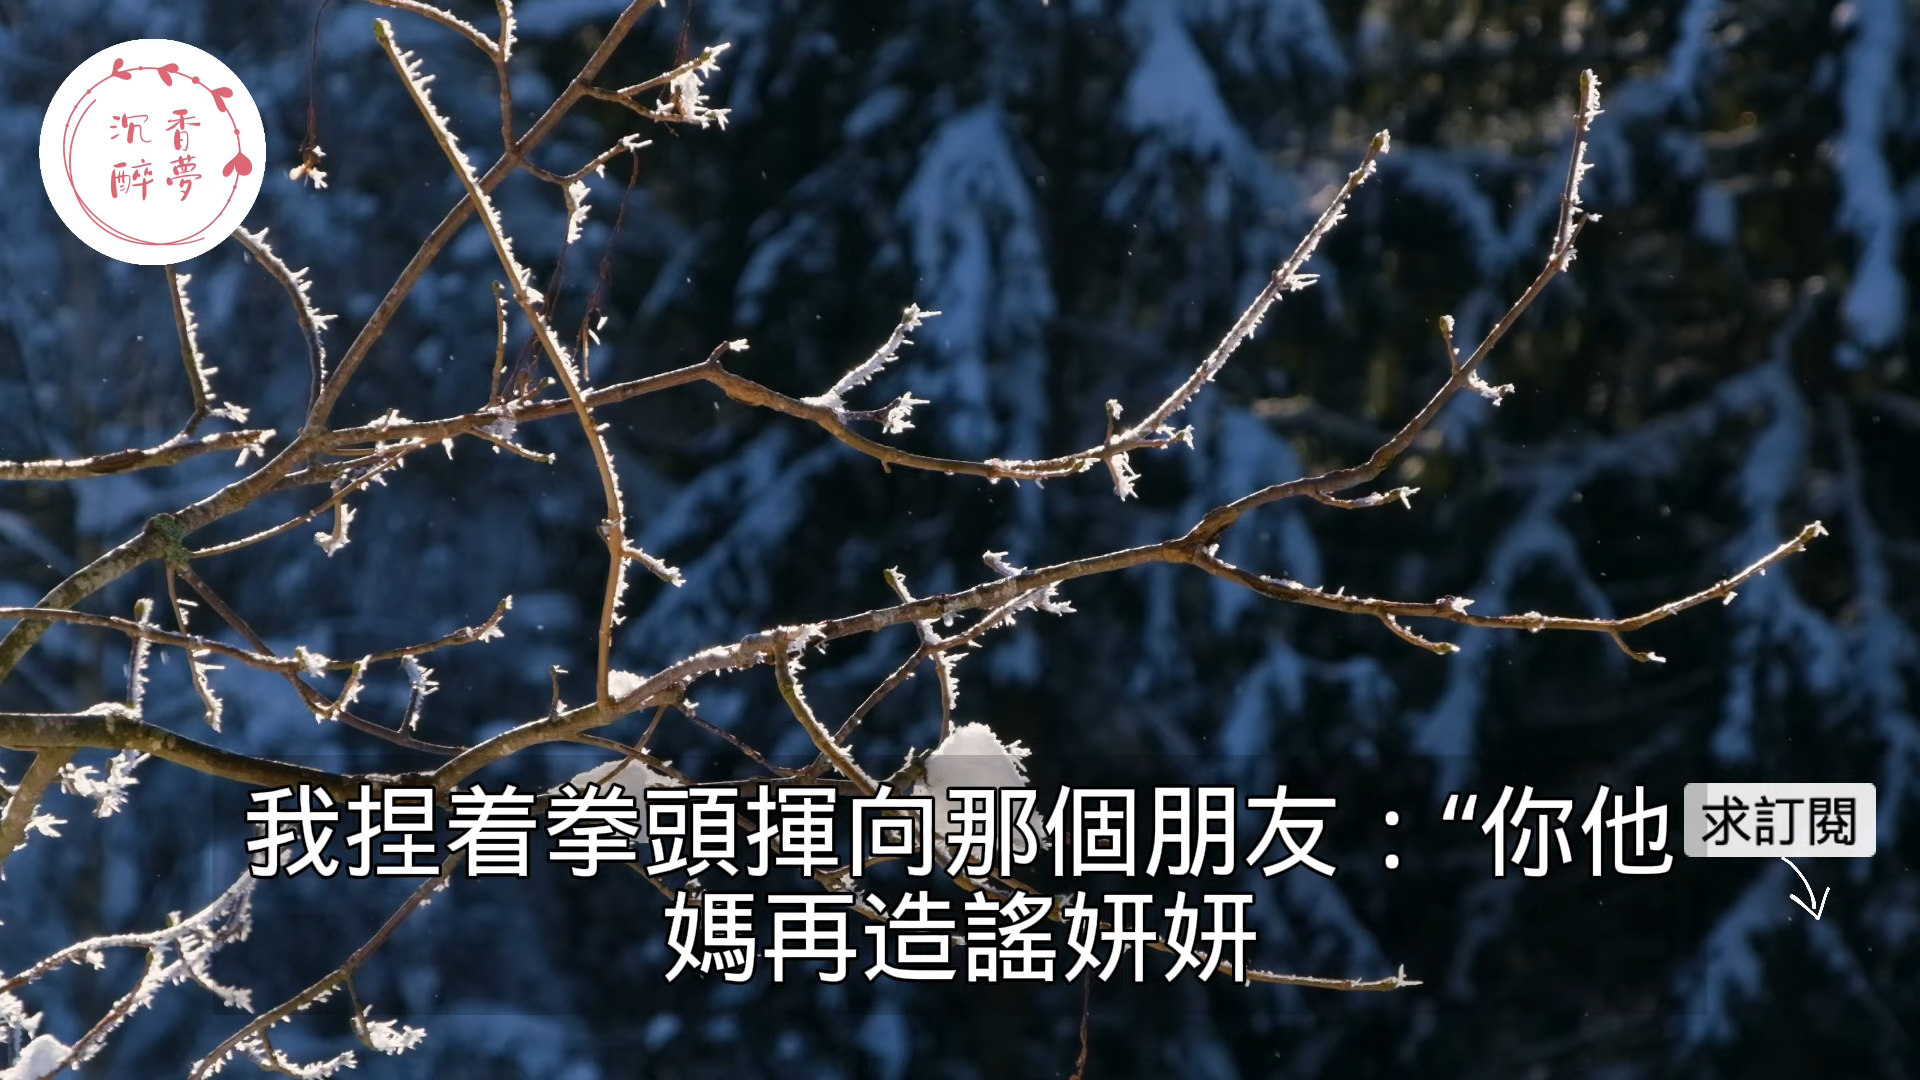 沉香
醉夢
我捏着拳頭揮向那個朋友：“你他
媽再造謠妍妍
求訂閱